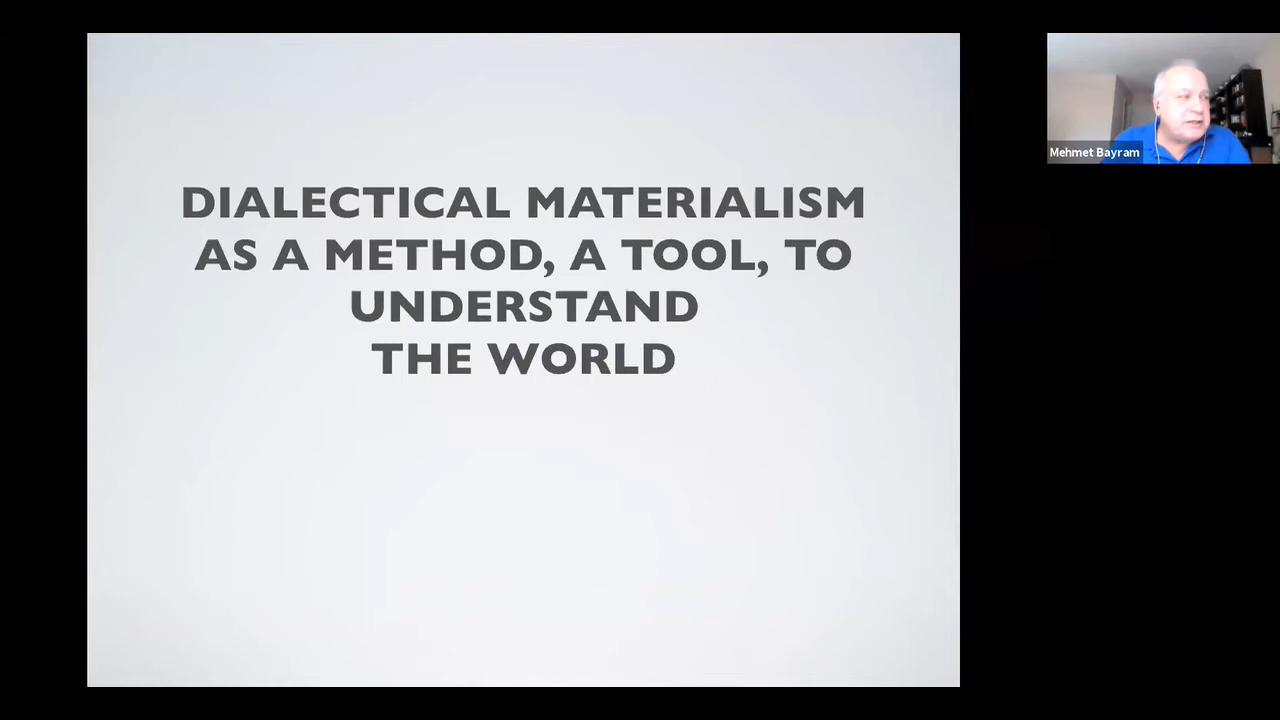 DIALECTICAL MATERIALISM
AS A METHOD, A TOOL, TO
UNDERSTAND
THE WORLD
Mehmet Bayram